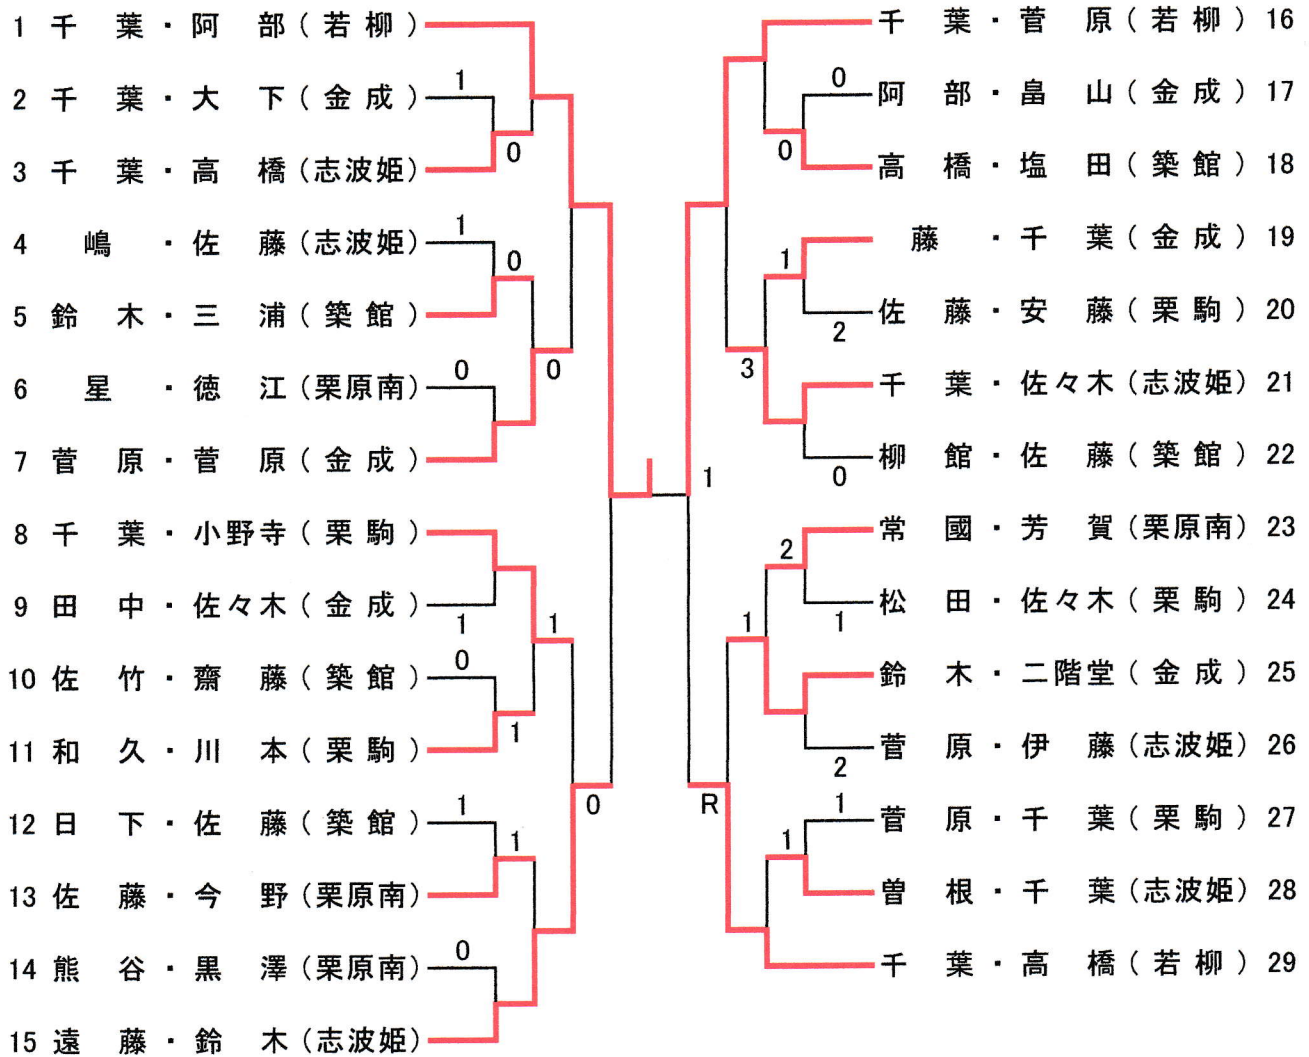 1 千葉・阿部(若柳)
2 千葉・大下(金成)
3 千葉・高橋(志波姫)
4 嶋・佐藤(志波姫)
5 鈴木・三浦(築館)
6 星・徳江(栗原南)
7 菅原・菅原(金成)
8 千葉・小野寺(栗駒)
9 田中・佐々木(金成)
10 佐竹・齋藤(築館)
11 和久・川本(栗駒)
12 日下・佐藤(築館)
13 佐藤・今野(栗原南)
14 熊谷・黒澤(栗原南)
15 遠藤・鈴木(志波姫)
1
0
1
0
0
0
1
1
0
1
1
1
0
0
千葉・菅原(若柳) 16
阿部・畠山(金成) 17
高橋・塩田(築館) 18
藤・千葉(金成) 19
佐藤・安藤(栗駒) 20
千葉・佐々木(志波姫) 21
柳館・佐藤(築館) 22
常國・芳賀(栗原南) 23
松田・佐々木(栗駒) 24
鈴木・二階堂(金成) 25
菅原・伊藤(志波姫) 26
菅原・千葉(栗駒) 27
曽根・千葉(志波姫) 28
千葉・高橋(若柳) 29
0
0
1
2
3
0
1
2
1
1
2
R
1
1